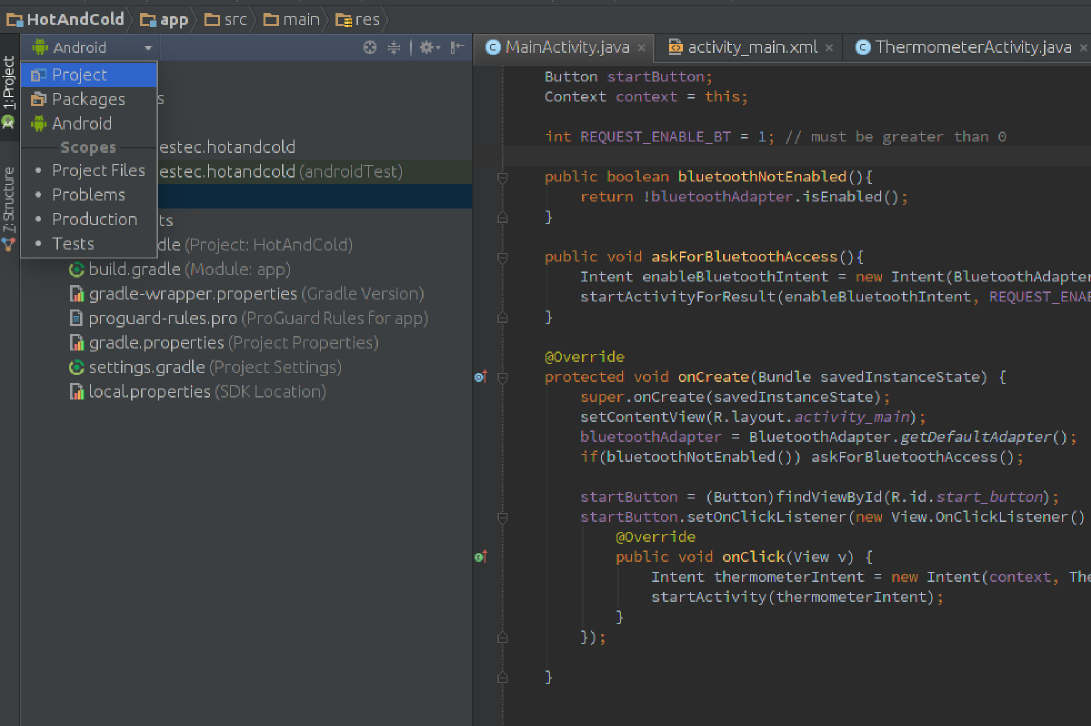 HotAndCold app src main res
Android
1: Project
7: Structure
Project
Packages
Android
Scopes
Project Files
Problems
Production
Tests
estec.hotandcold
estec.hotandcold (androidTest)
(Project: HotAndCold)
build.gradle (Module: app)
gradle-wrapper.properties (Gradle Version)
proguard-rules.pro (ProGuard Rules for app)
gradle.properties (Project Properties)
settings.gradle (Project Settings)
local.properties (SDK Location)
MainActivity.java × activity_main.xml × ThermometerActivity.java ×
Button startButton;
Context context = this;
int REQUEST_ENABLE_BT = 1; // must be greater than 0
public boolean bluetoothNotEnabled(){
return !bluetoothAdapter.isEnabled();
}
public void askForBluetoothAccess(){
Intent enableBluetoothIntent = new Intent(BluetoothAdapter
startActivityForResult(enableBluetoothIntent, REQUEST_ENA
}
@Override
protected void onCreate(Bundle savedInstanceState) {
super.onCreate(savedInstanceState);
setContentView(R.layout.activity_main);
bluetoothAdapter = BluetoothAdapter.getDefaultAdapter();
if(bluetoothNotEnabled()) askForBluetoothAccess();
startButton = (Button)findViewById(R.id.start_button);
startButton.setOnClickListener(new View.OnClickListener()
@Override
public void onClick(View v) {
Intent thermometerIntent = new Intent(context, The
startActivity(thermometerIntent);
}
});
}